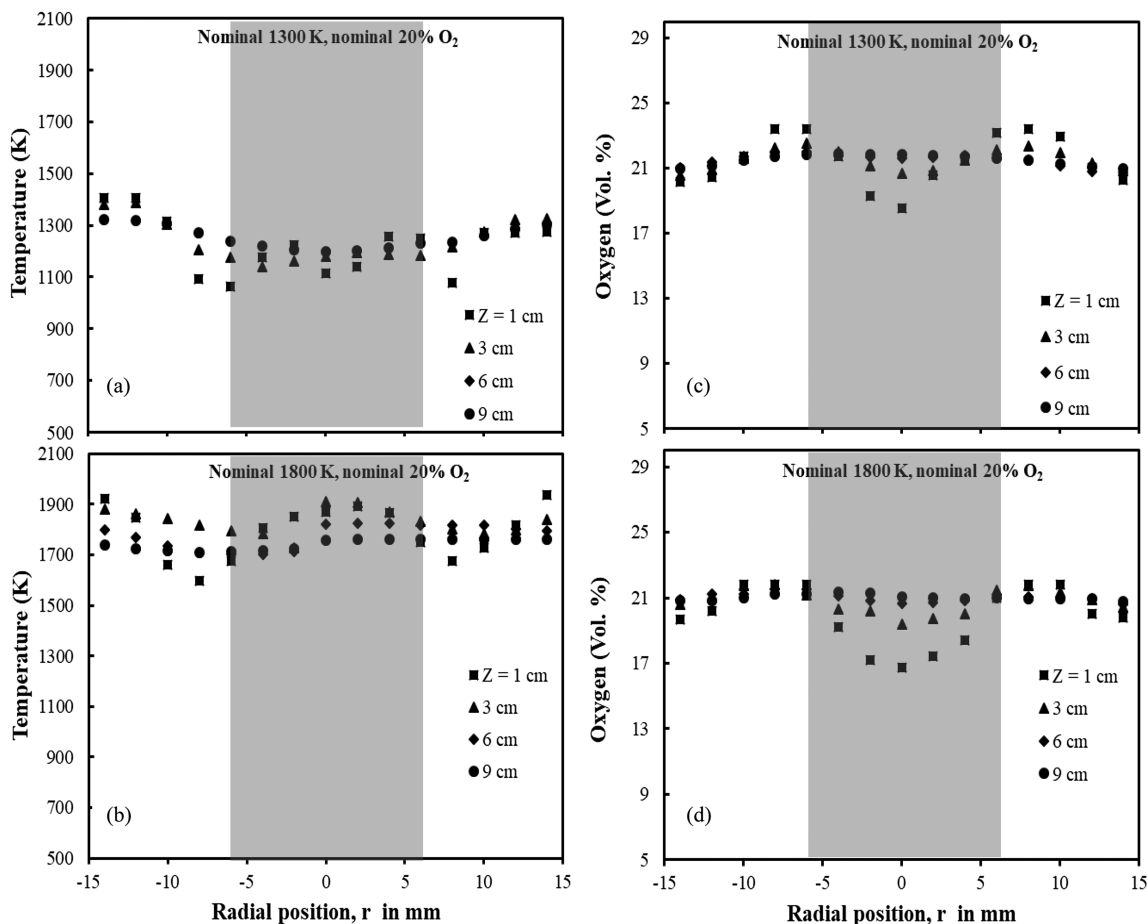 2100
1900
1700
1500
1300
1100
900
700
500
Temperature (K)
Nominal 1300 K, nominal 20% O₂
Z = 1 cm
3 cm
6 cm
9 cm
(a)
29
25
21
17
13
9
5
Oxygen (Vol. %)
Nominal 1300 K, nominal 20% O₂
Z = 1 cm
3 cm
6 cm
9 cm
(c)
2100
1900
1700
1500
1300
1100
900
700
500
Temperature (K)
Nominal 1800 K, nominal 20% O₂
Z = 1 cm
3 cm
6 cm
9 cm
(b)
-15 -10 -5 0 5 10 15
Radial position, r in mm
29
25
21
17
13
9
5
Oxygen (Vol. %)
Nominal 1800 K, nominal 20% O₂
Z = 1 cm
3 cm
6 cm
9 cm
(d)
-15 -10 -5 0 5 10 15
Radial position, r in mm